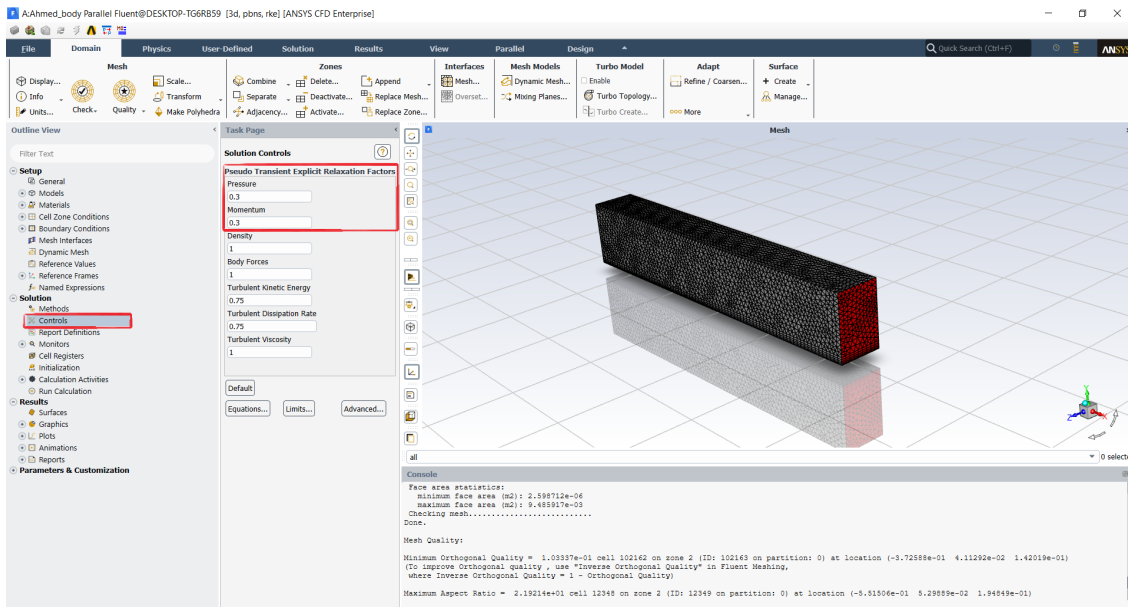 A:Ahmed_body Parallel Fluent@DESKTOP-TG6RB59 [3d, pbns, rke] [ANSYS CFD Enterprise]
File Domain Physics User-Defined Solution Results View Parallel Design Quick Search (Ctrl+F) ANSYS
Mesh Zones Interfaces Mesh Models Turbo Model Adapt Surface
Display... Scale... Combine Delete... Append Mesh... Dynamic Mesh... Enable Refine / Coarsen... + Create
Info Transform Separate Deactivate... Replace Mesh... Overset... Mixing Planes... Turbo Topology... Manage...
Units... Check Quality Make Polyhedra Adjacency... Activate... Replace Zone... Turbo Create... More
Outline View
Filter Text
Setup
General
Models
Materials
Cell Zone Conditions
Boundary Conditions
Mesh Interfaces
Dynamic Mesh
Reference Values
Reference Frames
Named Expressions
Solution
Methods
Controls
Report Definitions
Monitors
Cell Registers
Initialization
Calculation Activities
Run Calculation
Results
Surfaces
Graphics
Plots
Animations
Reports
Parameters & Customization
Task Page
Solution Controls ?
Pseudo Transient Explicit Relaxation Factors
Pressure
0.3
Momentum
0.3
Density
1
Body Forces
1
Turbulent Kinetic Energy
0.75
Turbulent Dissipation Rate
0.75
Turbulent Viscosity
1
Default
Equations... Limits... Advanced...
Mesh
Y
Z X
all 0 selecte
Console
Face area statistics:
minimum face area (m2): 2.598712e-06
maximum face area (m2): 9.485917e-03
Checking mesh..........................
Done.
Mesh Quality:
Minimum Orthogonal Quality = 1.03337e-01 cell 102162 on zone 2 (ID: 102163 on partition: 0) at location (-3.72588e-01 4.11292e-02 1.42019e-01)
(To improve Orthogonal quality , use "Inverse Orthogonal Quality" in Fluent Meshing,
where Inverse Orthogonal Quality = 1 - Orthogonal Quality)
Maximum Aspect Ratio = 2.19214e+01 cell 12348 on zone 2 (ID: 12349 on partition: 0) at location (-5.51506e-01 5.29889e-02 1.94849e-01)